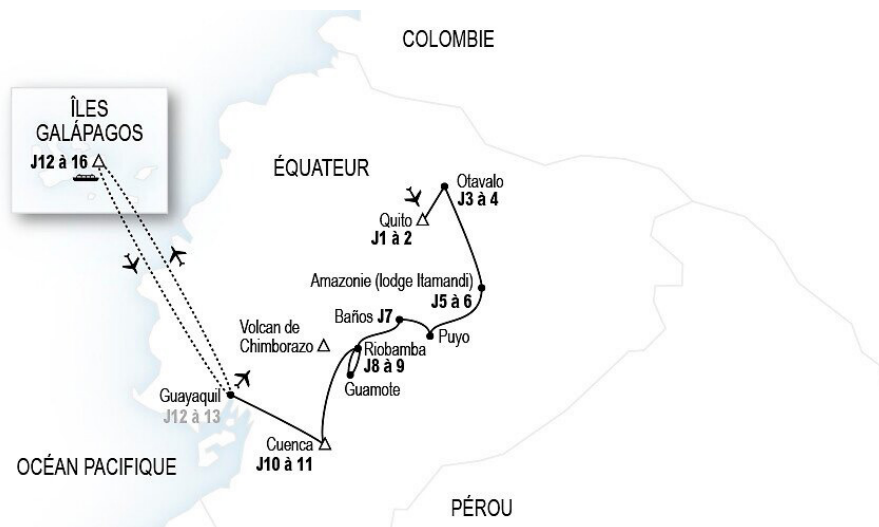 COLOMBIE
ÎLES
GALÁPAGOS
J12 à 16
ÉQUATEUR
Otavalo
J3 à 4
Quito
J1 à 2
Amazonie (lodge Itamandi)
J5 à 6
Baños J7
Puyo
Volcan de
Chimborazo
Riobamba
J8 à 9
Guamote
Guayaquil
J12 à 13
Cuenca
J10 à 11
OCÉAN PACIFIQUE
PÉROU